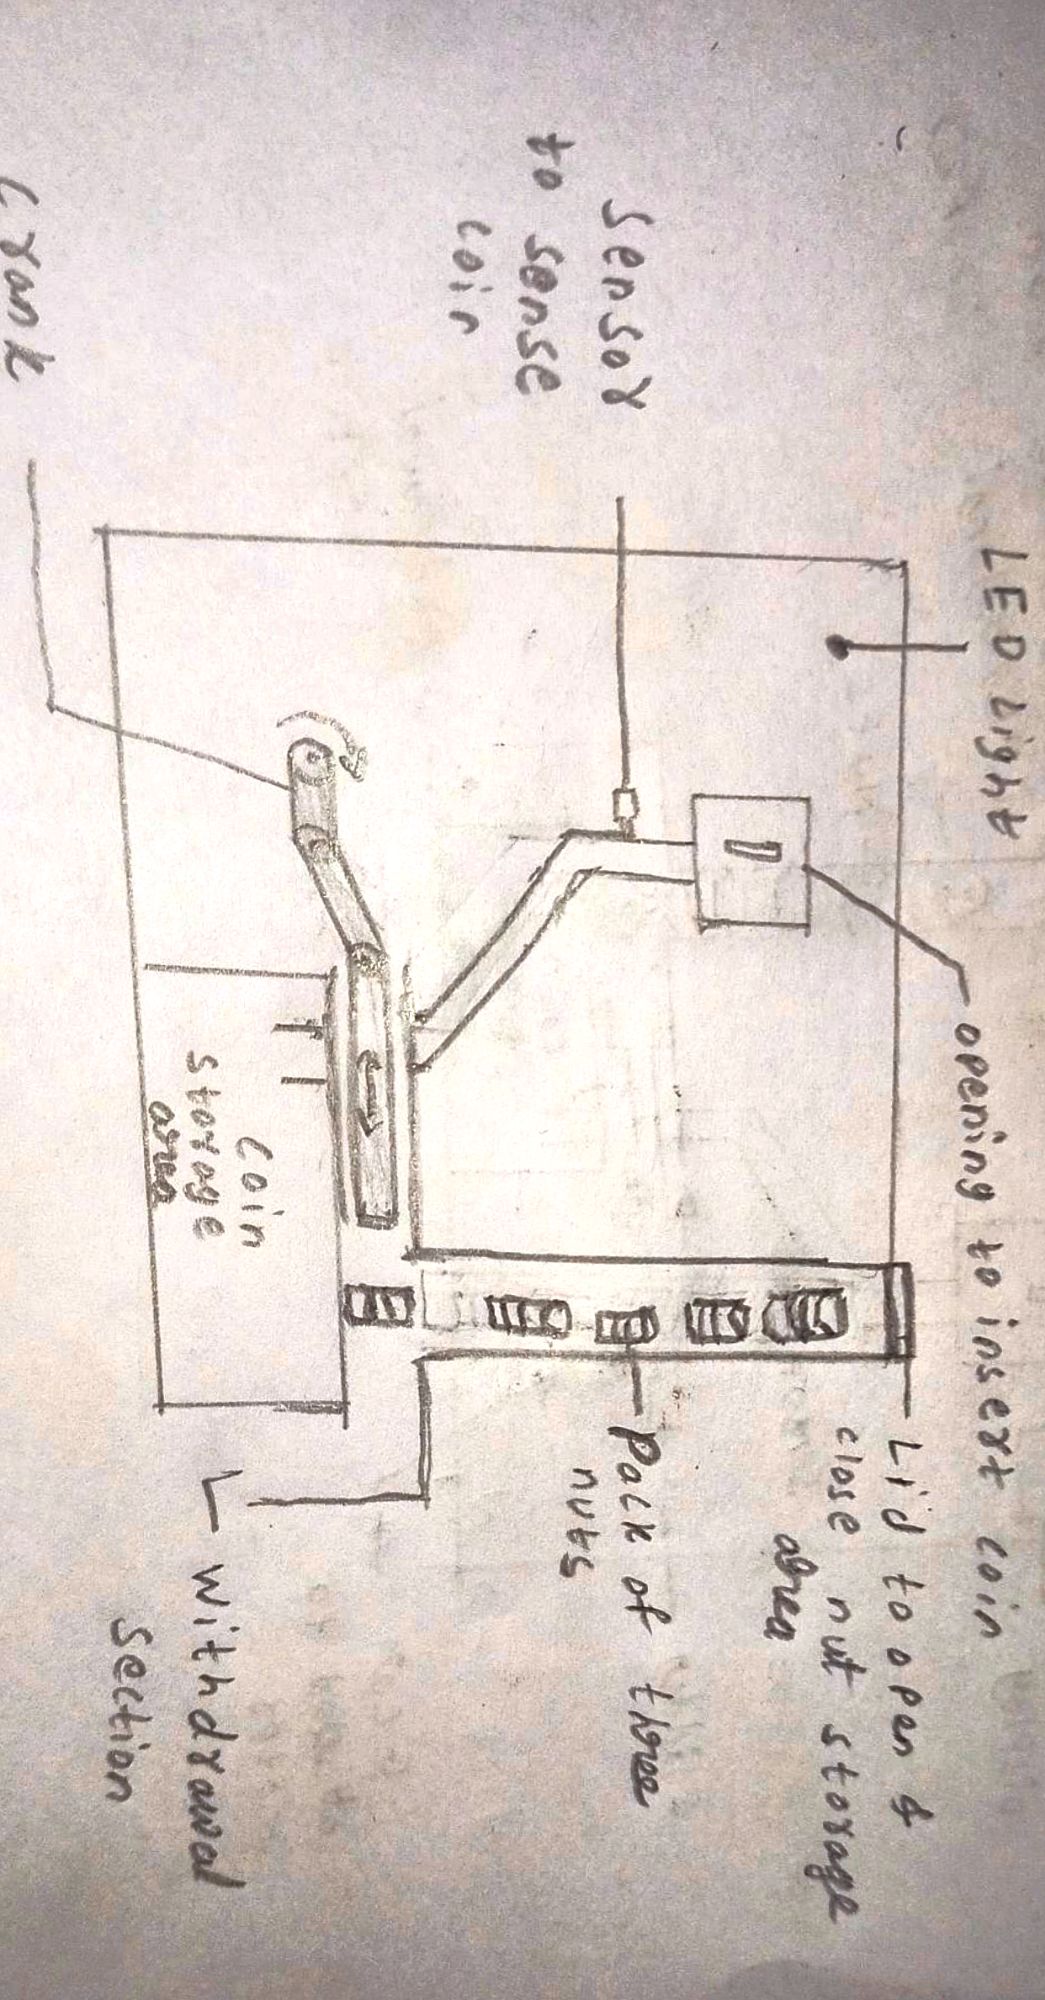 LED Light
opening to insert coin
Lid to open &
close nut storage
area
Sensor
to sense
coin
Pack of three
nuts
coin
storage
area
withdrawal
section
crank